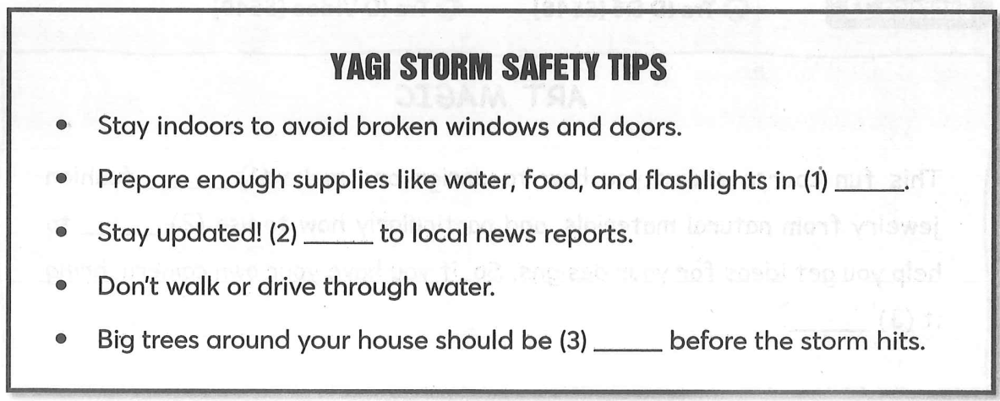 YAGI STORM SAFETY TIPS
• Stay indoors to avoid broken windows and doors.
• Prepare enough supplies like water, food, and flashlights in (1) _____.
• Stay updated! (2) _____ to local news reports.
• Don't walk or drive through water.
• Big trees around your house should be (3) _____ before the storm hits.